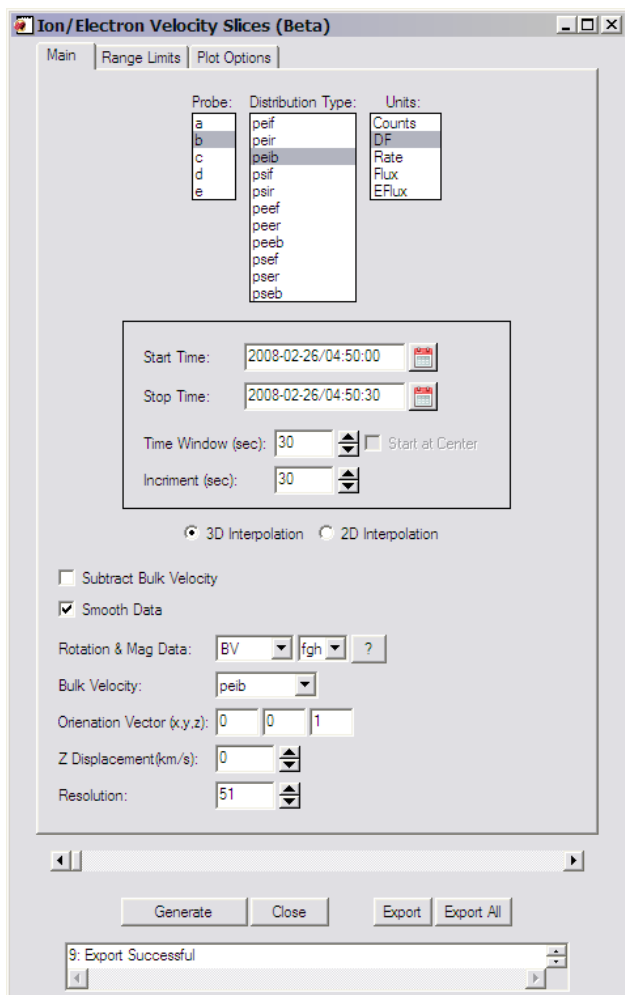 Ion/Electron Velocity Slices (Beta)
Main Range Limits Plot Options
Probe: Distribution Type: Units:
a peif Counts
b peir DF
c peib Rate
d psif Flux
e psir EFlux
peef
peer
peeb
psef
pser
pseb
Start Time: 2008-02-26/04:50:00
Stop Time: 2008-02-26/04:50:30
Time Window (sec): 30 Start at Center
Incriment (sec): 30
3D Interpolation 2D Interpolation
Subtract Bulk Velocity
Smooth Data
Rotation & Mag Data: BV fgh ?
Bulk Velocity: peib
Orienation Vector (x,y,z): 0 0 1
Z Displacement(km/s): 0
Resolution: 51
Generate Close Export Export All
9: Export Successful